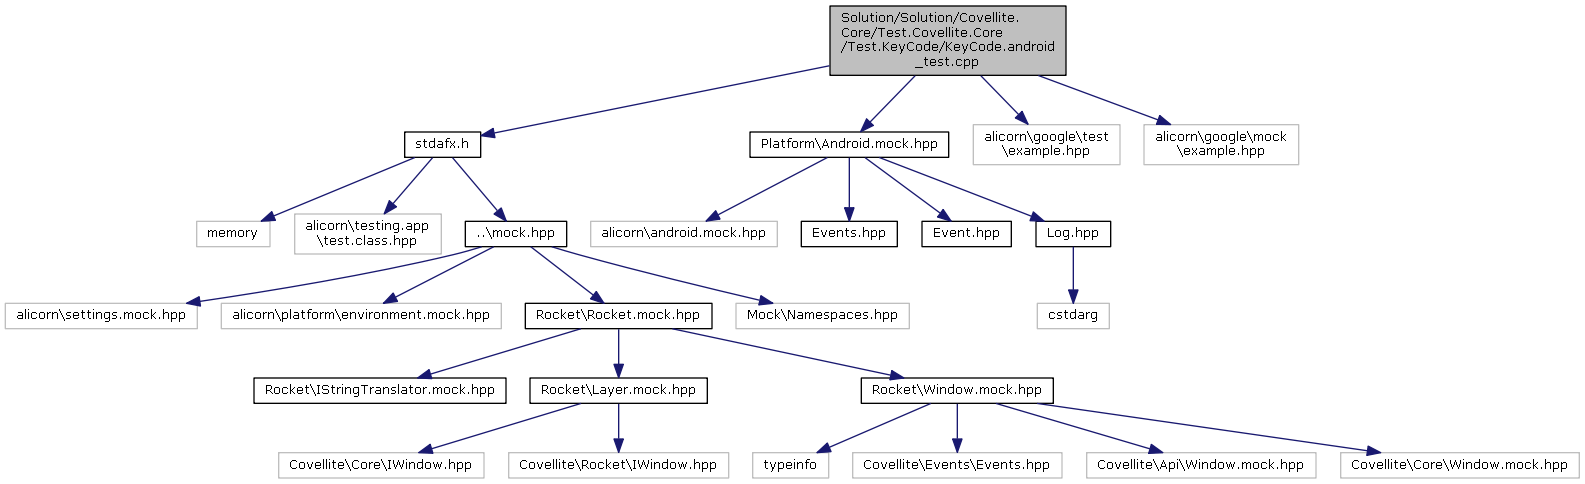 Solution/Solution/Covellite.
Core/Test.Covellite.Core
/Test.KeyCode/KeyCode.android
_test.cpp
stdafx.h
Platform\Android.mock.hpp
alicorn\google\test
\example.hpp
alicorn\google\mock
\example.hpp
memory
alicorn\testing.app
\test.class.hpp
..\mock.hpp
alicorn\android.mock.hpp
Events.hpp
Event.hpp
Log.hpp
alicorn\settings.mock.hpp
alicorn\platform\environment.mock.hpp
Rocket\Rocket.mock.hpp
Mock\Namespaces.hpp
cstdarg
Rocket\IStringTranslator.mock.hpp
Rocket\Layer.mock.hpp
Rocket\Window.mock.hpp
Covellite\Core\IWindow.hpp
Covellite\Rocket\IWindow.hpp
typeinfo
Covellite\Events\Events.hpp
Covellite\Api\Window.mock.hpp
Covellite\Core\Window.mock.hpp